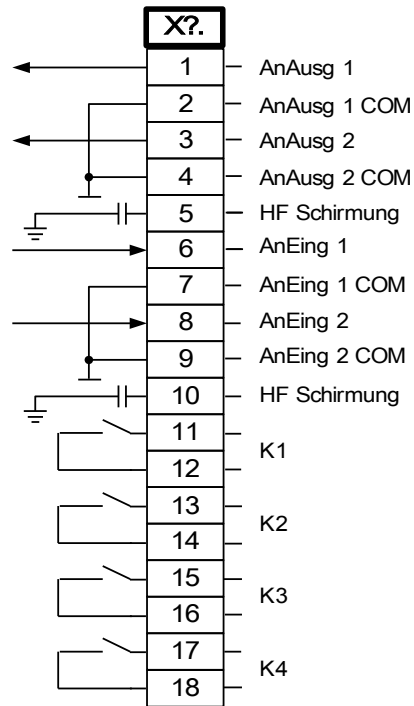 X?.
1 AnAusg 1
2 AnAusg 1 COM
3 AnAusg 2
4 AnAusg 2 COM
5 HF Schirmung
6 AnEing 1
7 AnEing 1 COM
8 AnEing 2
9 AnEing 2 COM
10 HF Schirmung
11
K1
12
13
K2
14
15
K3
16
17
K4
18